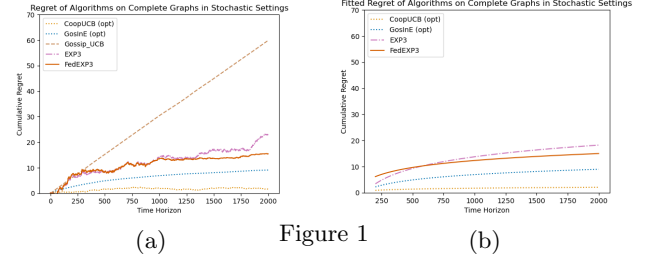 Regret of Algorithms on Complete Graphs in Stochastic Settings
70
60
50
40
30
20
10
0
Cumulative Regret
CoopUCB (opt)
GosInE (opt)
Gossip_UCB
EXP3
FedEXP3
0 250 500 750 1000 1250 1500 1750 2000
Time Horizon
(a)
Fitted Regret of Algorithms on Complete Graphs in Stochastic Settings
70
60
50
40
30
20
10
0
Cumulative Regret
CoopUCB (opt)
GosInE (opt)
EXP3
FedEXP3
250 500 750 1000 1250 1500 1750 2000
Time Horizon
(b)
Figure 1